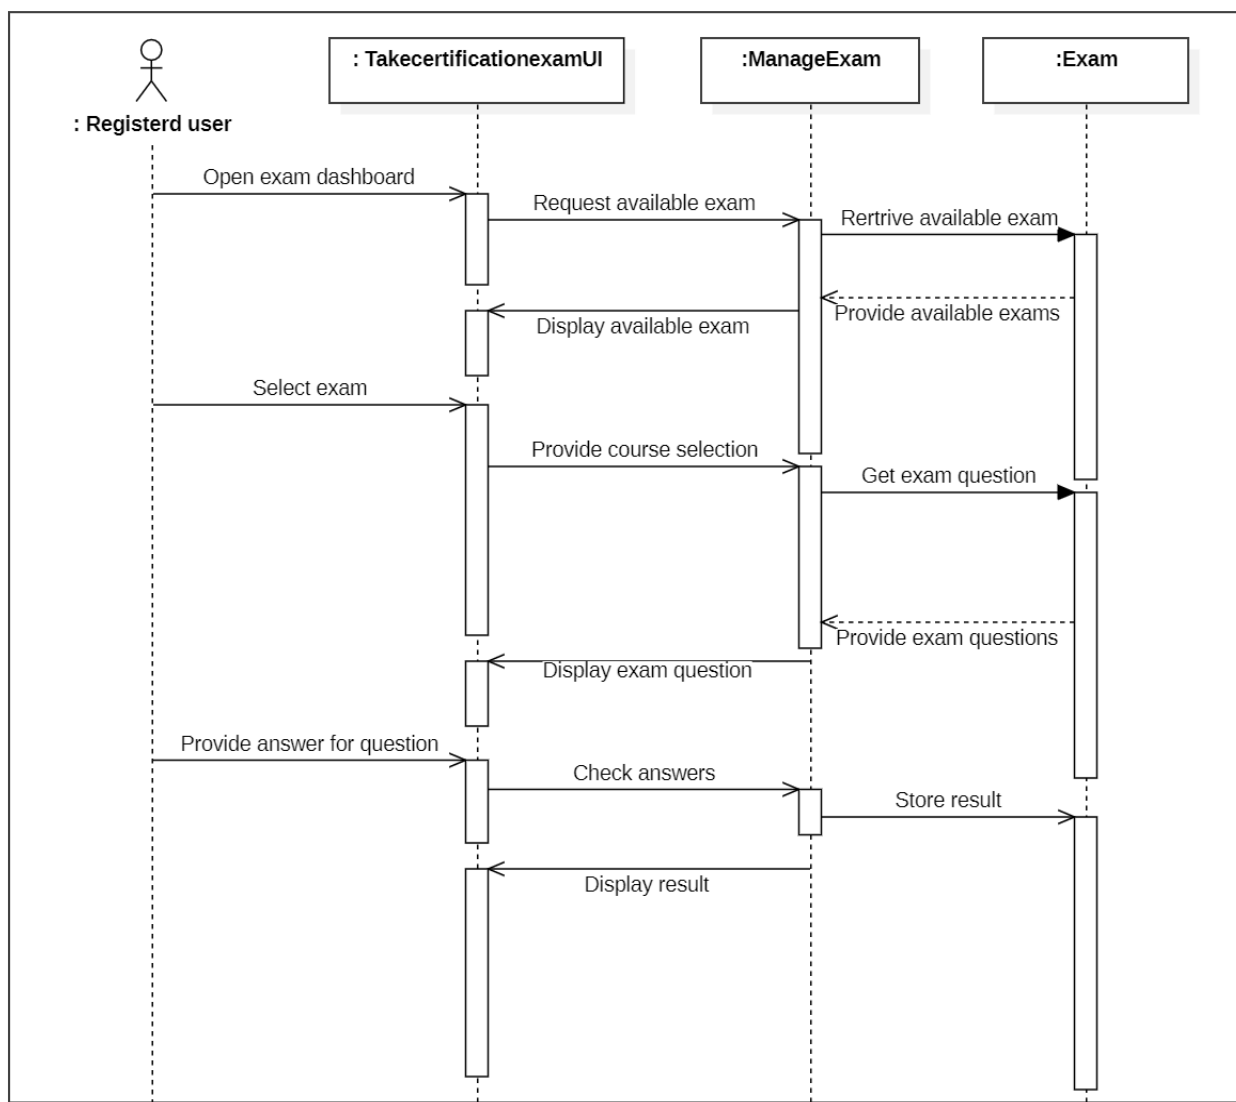 : TakecertificationexamUI
:ManageExam
:Exam
: Registerd user
Open exam dashboard
Request available exam
Rertrive available exam
Provide available exams
Display available exam
Select exam
Provide course selection
Get exam question
Provide exam questions
Display exam question
Provide answer for question
Check answers
Store result
Display result